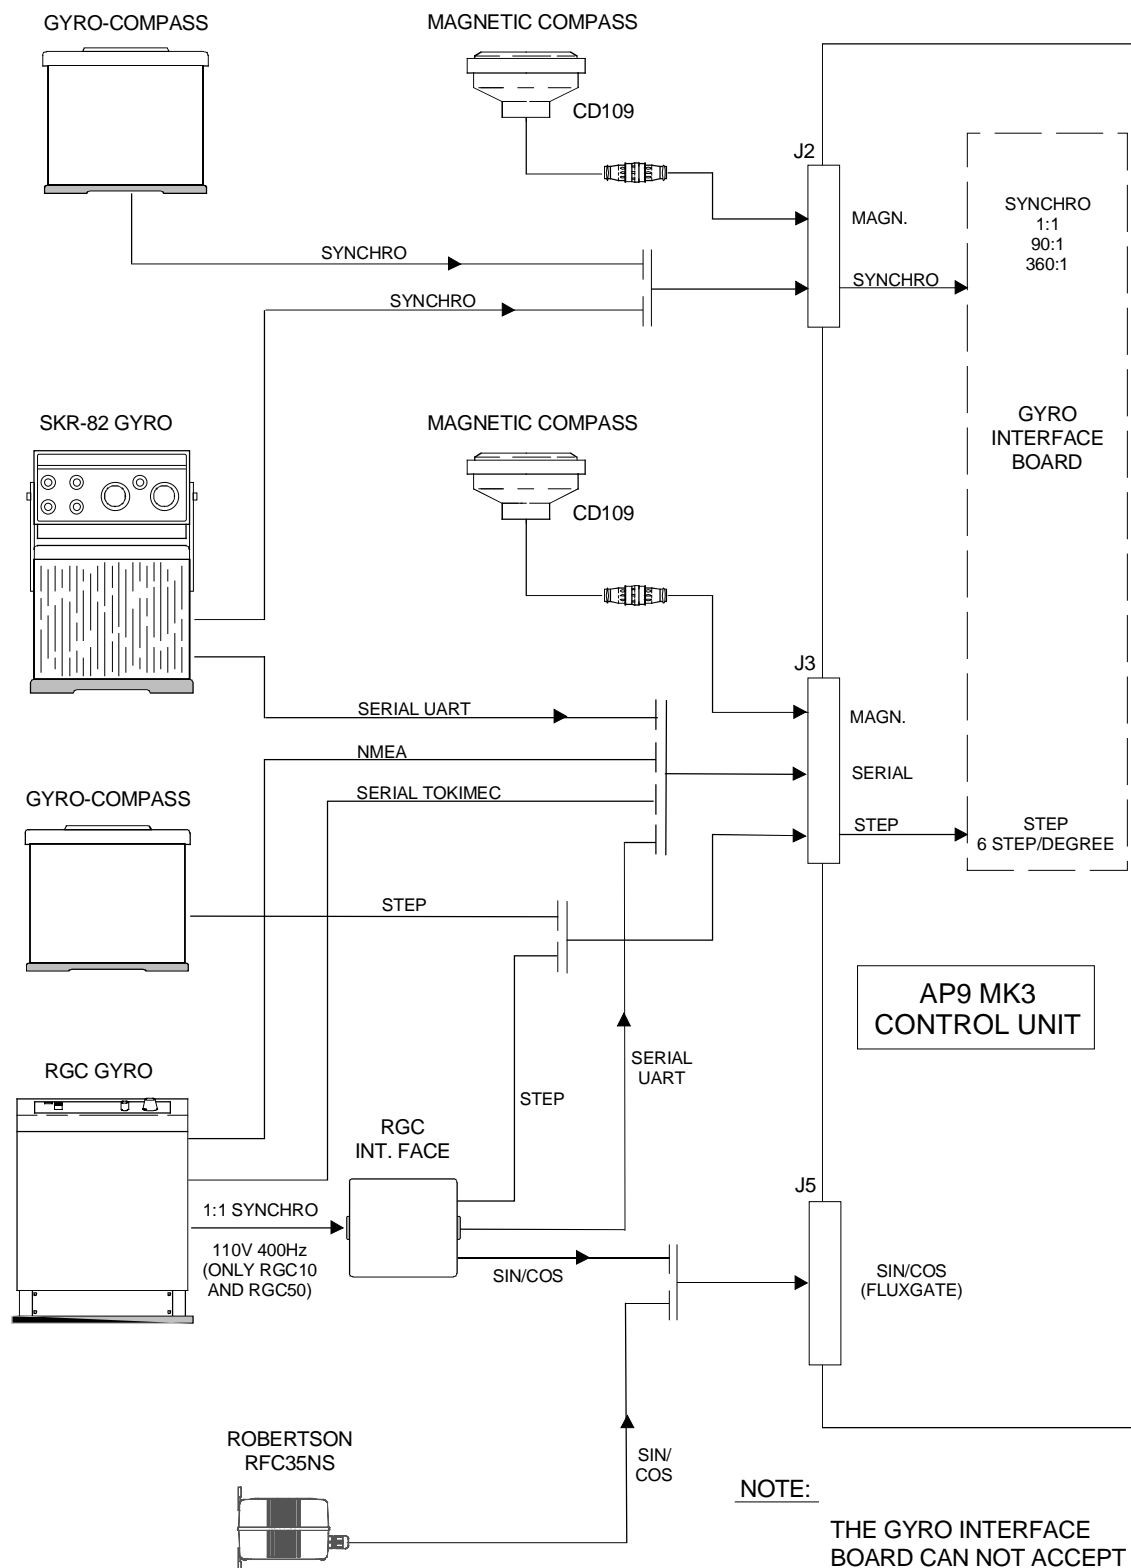 GYRO-COMPASS
MAGNETIC COMPASS
CD109
J2
MAGN.
SYNCHRO
1:1
90:1
360:1
SYNCHRO
SYNCHRO
SYNCHRO
SKR-82 GYRO
MAGNETIC COMPASS
CD109
GYRO
INTERFACE
BOARD
J3
MAGN.
SERIAL UART
NMEA
SERIAL
SERIAL TOKIMEC
GYRO-COMPASS
STEP
STEP
6 STEP/DEGREE
STEP
AP9 MK3
CONTROL UNIT
RGC GYRO
SERIAL
UART
STEP
RGC
INT. FACE
J5
1:1 SYNCHRO
110V 400Hz
(ONLY RGC10
AND RGC50)
SIN/COS
SIN/COS
(FLUXGATE)
ROBERTSON
RFC35NS
SIN/
COS
NOTE:
THE GYRO INTERFACE
BOARD CAN NOT ACCEPT